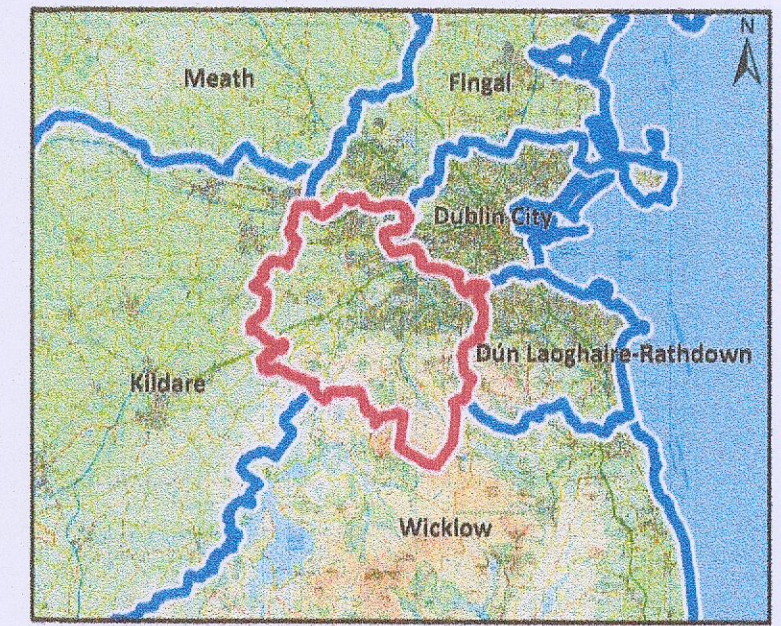 N
Meath
Fingal
Dublin City
Dún Laoghaire-Rathdown
Kildare
Wicklow